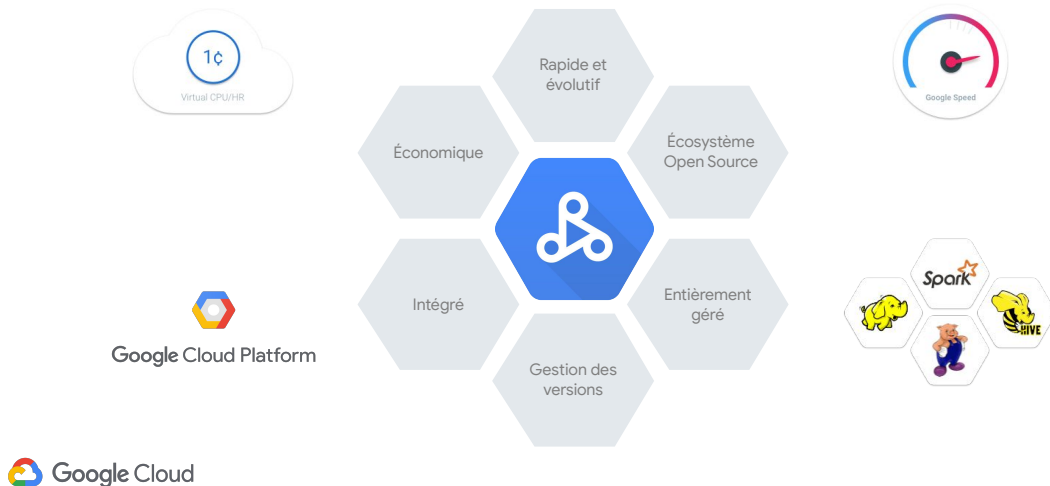 1¢
Virtual CPU/HR
Rapide et
évolutif
Google Speed
Économique
Écosystème
Open Source
Intégré
Entièrement
géré
Spark
HIVE
Google Cloud Platform
Gestion des
versions
Google Cloud